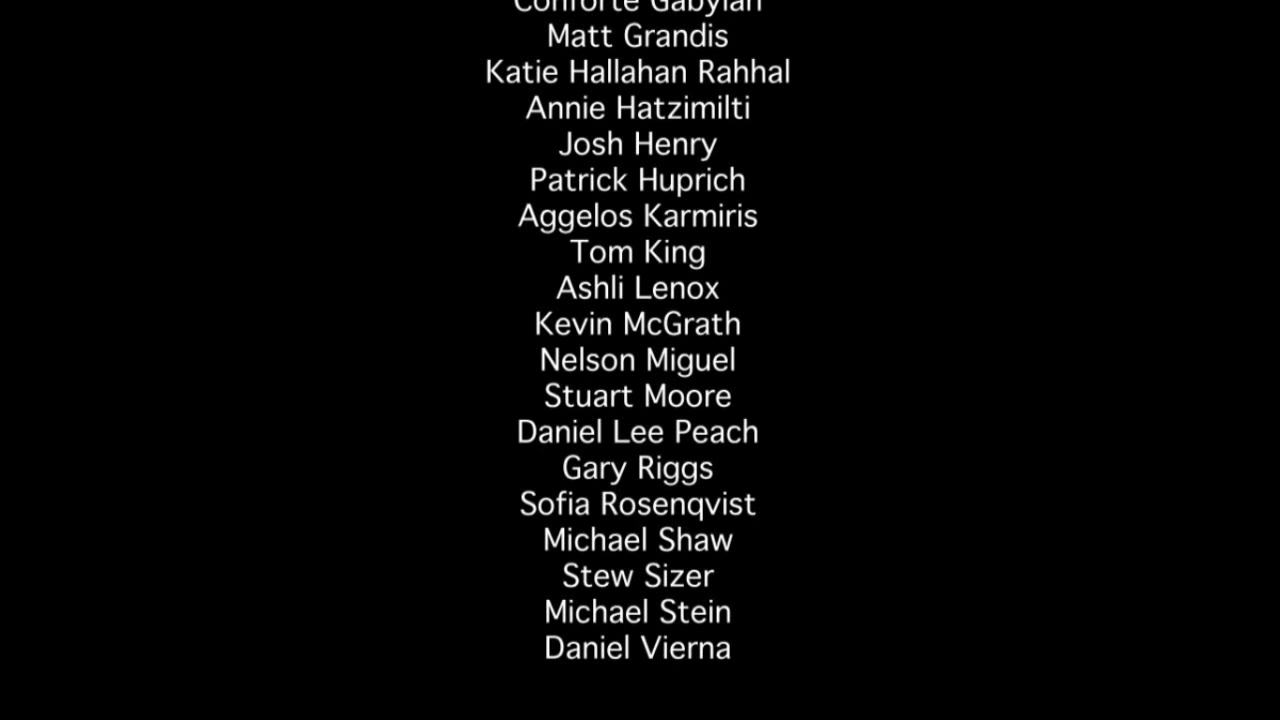 Conforte Gabylan
Matt Grandis
Katie Hallahan Rahhal
Annie Hatzimilti
Josh Henry
Patrick Huprich
Aggelos Karmiris
Tom King
Ashli Lenox
Kevin McGrath
Nelson Miguel
Stuart Moore
Daniel Lee Peach
Gary Riggs
Sofia Rosenqvist
Michael Shaw
Stew Sizer
Michael Stein
Daniel Vierna